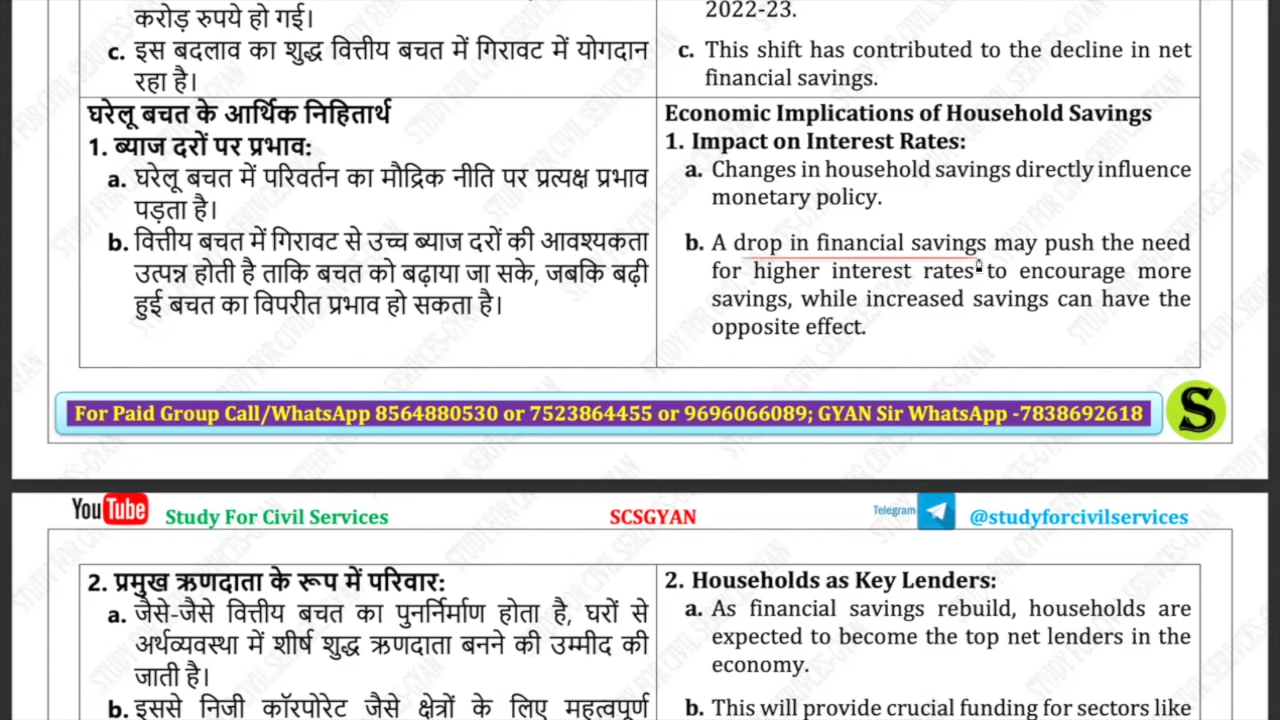 करोड़ रुपये हो गई।
c. इस बदलाव का शुद्ध वित्तीय बचत में गिरावट में योगदान
रहा है।
2022-23.
c. This shift has contributed to the decline in net
financial savings.
घरेलू बचत के आर्थिक निहितार्थ
1. ब्याज दरों पर प्रभाव:
a. घरेलू बचत में परिवर्तन का मौद्रिक नीति पर प्रत्यक्ष प्रभाव
पड़ता है।
b. वित्तीय बचत में गिरावट से उच्च ब्याज दरों की आवश्यकता
उत्पन्न होती है ताकि बचत को बढ़ाया जा सके, जबकि बढ़ी
हुई बचत का विपरीत प्रभाव हो सकता है।
Economic Implications of Household Savings
1. Impact on Interest Rates:
a. Changes in household savings directly influence
monetary policy.
b. A drop in financial savings may push the need
for higher interest rates to encourage more
savings, while increased savings can have the
opposite effect.
For Paid Group Call/WhatsApp 8564880530 or 7523864455 or 9696066089; GYAN Sir WhatsApp -7838692618
S
YouTube Study For Civil Services
SCSGYAN
Telegram @studyforcivilservices
2. प्रमुख ऋणदाता के रूप में परिवार:
a. जैसे-जैसे वित्तीय बचत का पुनर्निर्माण होता है, घरों से
अर्थव्यवस्था में शीर्ष शुद्ध ऋणदाता बनने की उम्मीद की
जाती है।
b. इससे निजी कॉरपोरेट जैसे क्षेत्रों के लिए महत्वपूर्ण
2. Households as Key Lenders:
a. As financial savings rebuild, households are
expected to become the top net lenders in the
economy.
b. This will provide crucial funding for sectors like